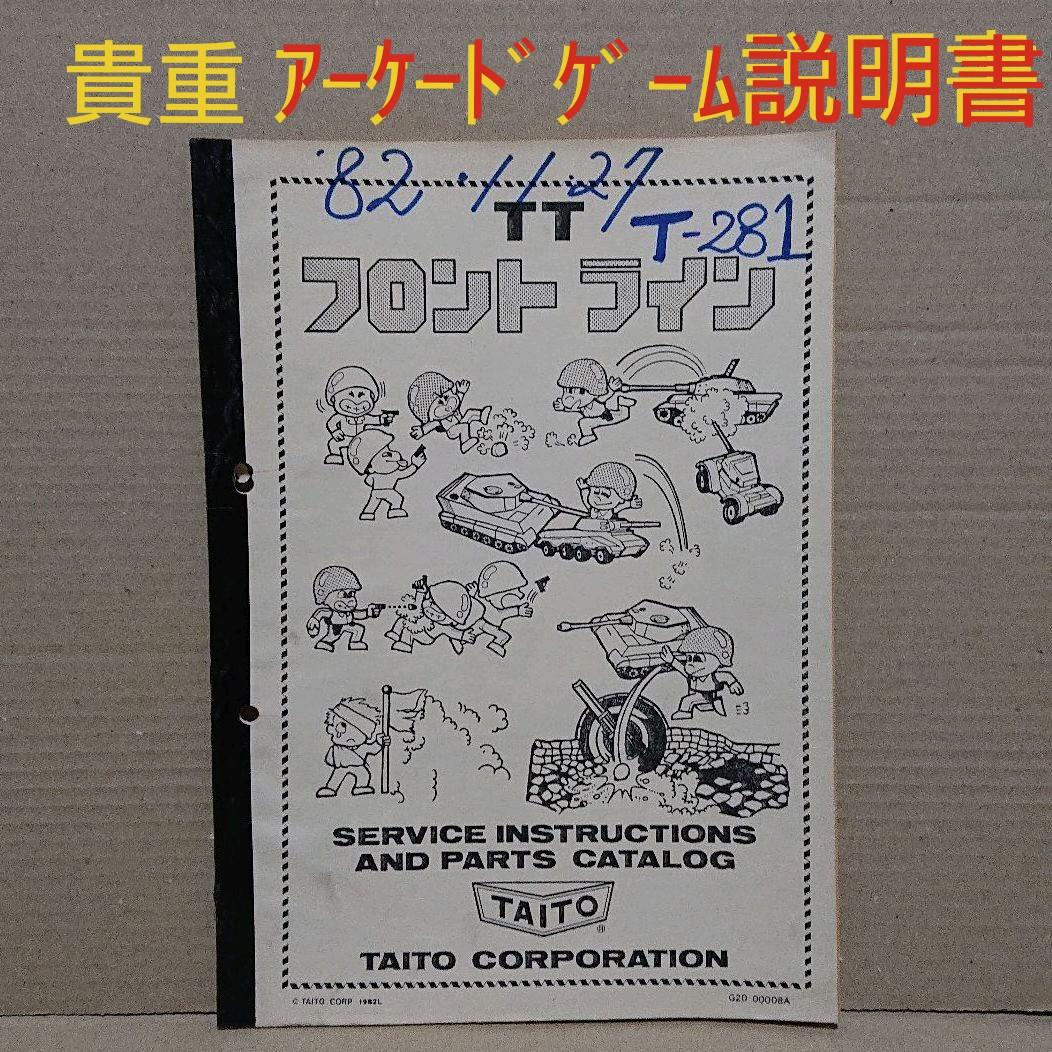 貴重 ｱｰｹｰﾄﾞｹﾞｰﾑ説明書
'82.11.27
TT
T-281
フロントライン
SERVICE INSTRUCTIONS
AND PARTS CATALOG
TAITO®
TAITO CORPORATION
© TAITO CORP 1982L
G20 00008A